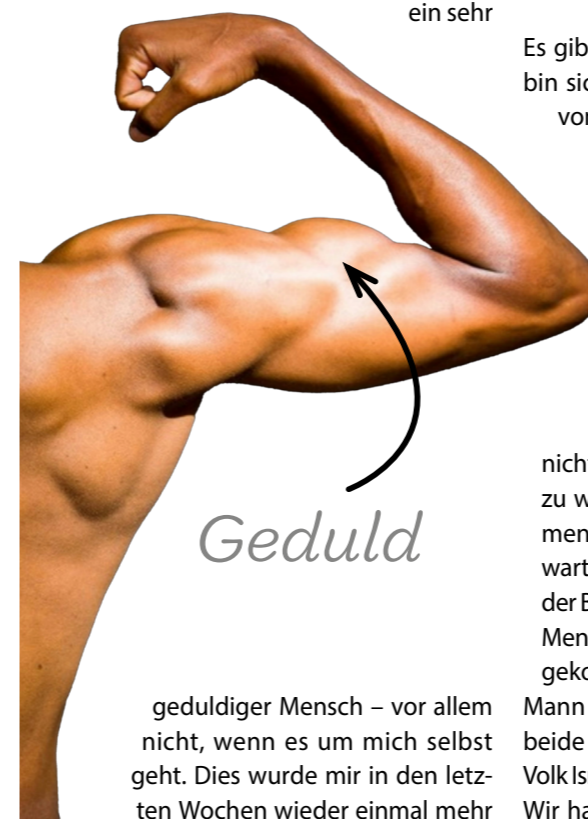 ein sehr
Geduld
geduldiger Mensch – vor allem
nicht, wenn es um mich selbst
geht. Dies wurde mir in den letz-
ten Wochen wieder einmal mehr
Es gib
bin sic
vor
nich
zu w
men
wart
der B
Men
geko
Mann
beide
Volk Is
Wir ha